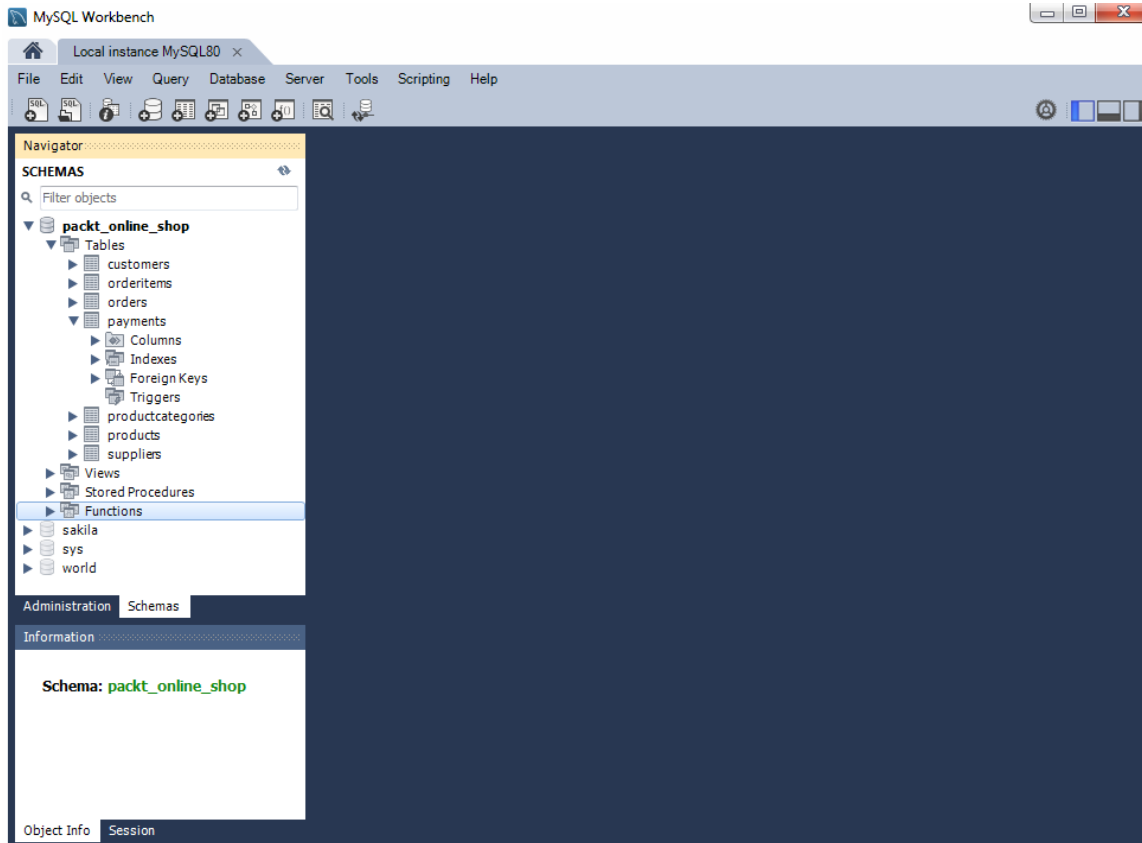 MySQL Workbench
Local instance MySQL80
File Edit View Query Database Server Tools Scripting Help
SQL SQL
Navigator
SCHEMAS
Filter objects
packt_online_shop
Tables
customers
orderitems
orders
payments
Columns
Indexes
Foreign Keys
Triggers
productcategories
products
suppliers
Views
Stored Procedures
Functions
sakila
sys
world
Administration Schemas
Information
Schema: packt_online_shop
Object Info Session